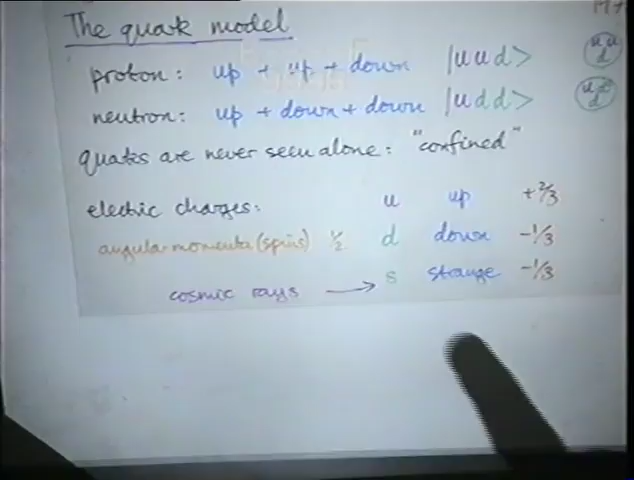 The quark model
proton: up + up + down |uud>
neutron: up + down + down |udd>
quarks are never seen alone: "confined"
electric charges: u up +2/3
angular momenta (spins) 1/2 d down -1/3
cosmic rays → s strange -1/3
u u
d
u d
d